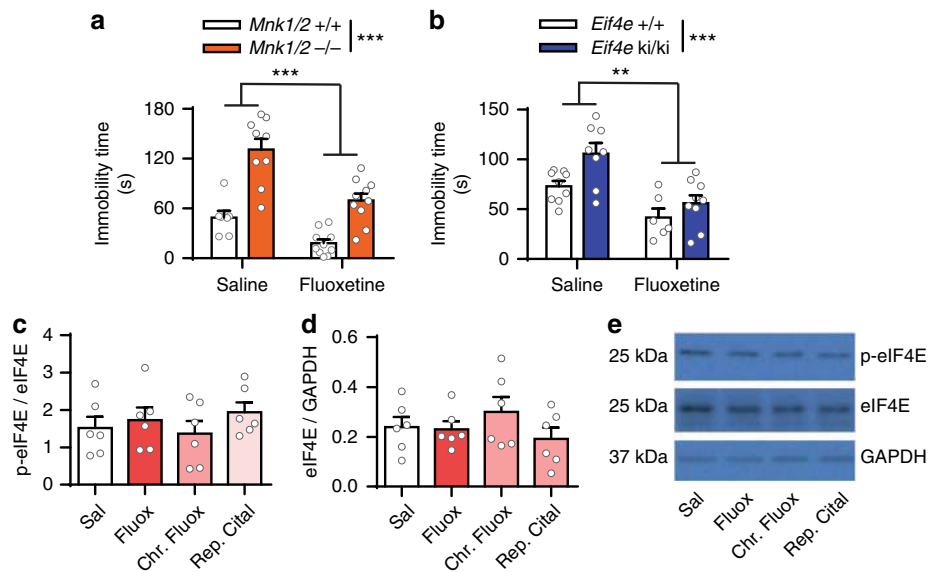 a
Mnk1/2 +/+
Mnk1/2 –/–
***
***
Immobility time
(s)
180
120
60
0
Saline
Fluoxetine
b
Eif4e +/+
Eif4e ki/ki
***
**
Immobility time
(s)
150
100
50
0
Saline
Fluoxetine
c
p-eIF4E / eIF4E
4
3
2
1
0
Sal
Fluox
Chr. Fluox
Rep. Cital
d
eIF4E / GAPDH
0.6
0.4
0.2
0.0
Sal
Fluox
Chr. Fluox
Rep. Cital
e
25 kDa
p-eIF4E
25 kDa
eIF4E
37 kDa
GAPDH
Sal
Fluox
Chr. Fluox
Rep. Cital